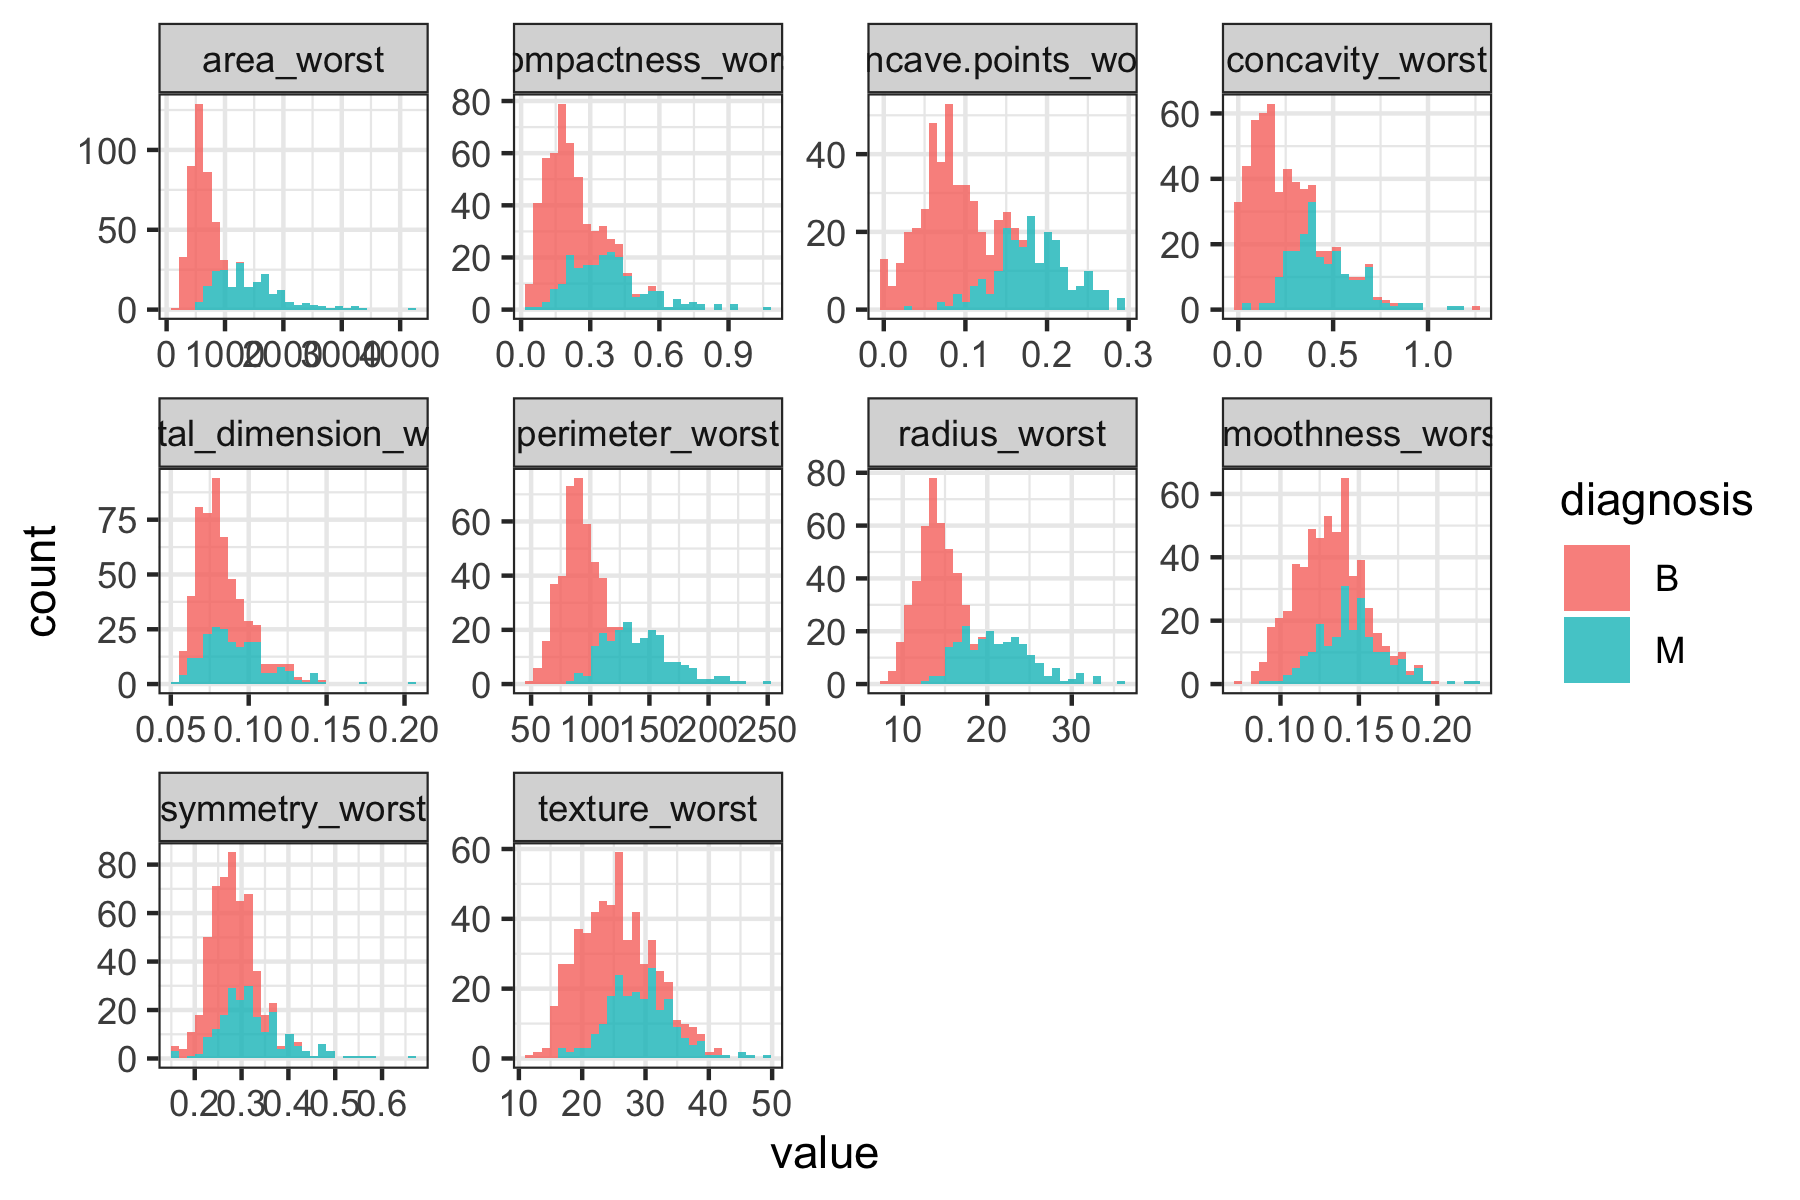 area_worst
ompactness_wor
ncave.points_wo
concavity_worst
100
50
0
80
60
40
20
0
40
20
0
60
40
20
0
0 1000 2000 3000 4000
0.0 0.3 0.6 0.9
0.0 0.1 0.2 0.3
0.0 0.5 1.0
tal_dimension_w
perimeter_worst
radius_worst
moothness_wors
75
50
25
0
60
40
20
0
80
60
40
20
0
60
40
20
0
0.05 0.10 0.15 0.20
50 100 150 200 250
10 20 30
0.10 0.15 0.20
symmetry_worst
texture_worst
80
60
40
20
0
60
40
20
0
0.2 0.3 0.4 0.5 0.6
10 20 30 40 50
count
value
diagnosis
B
M